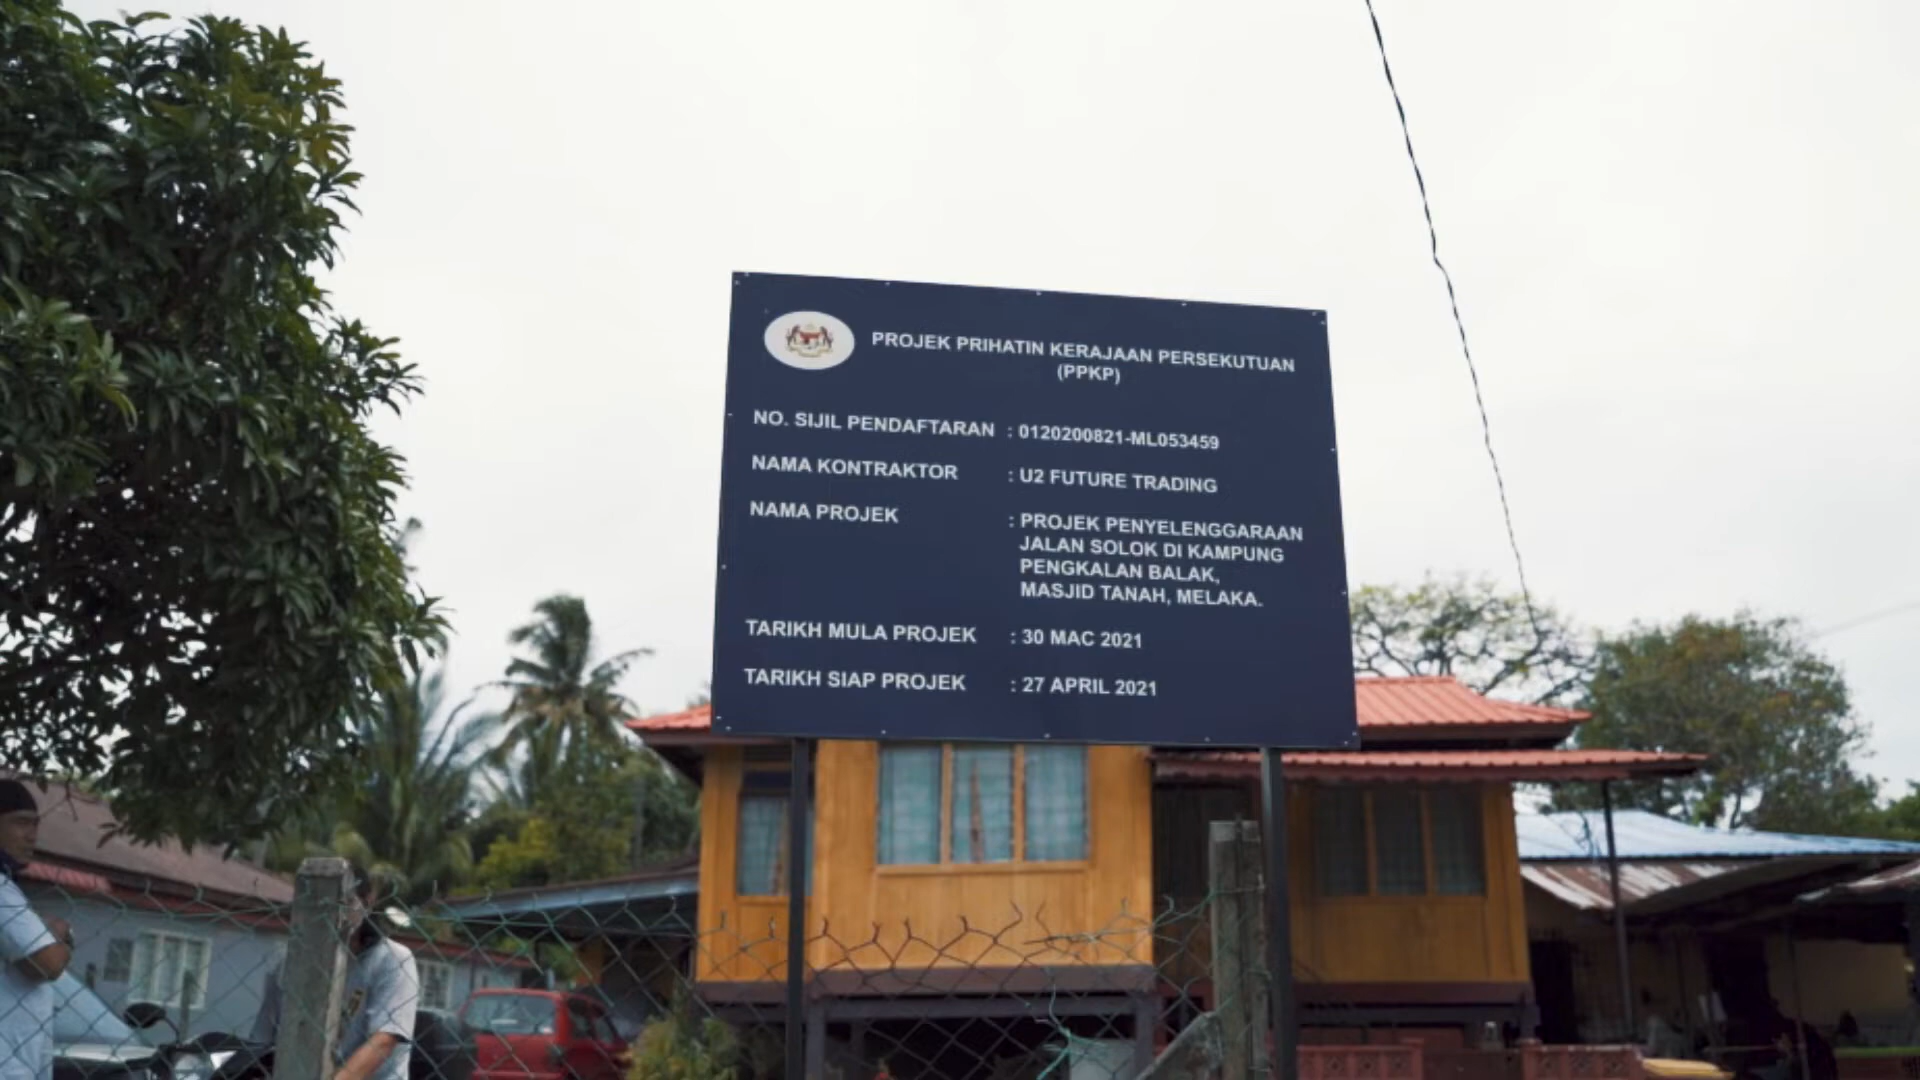 PROJEK PRIHATIN KERAJAAN PERSEKUTUAN
(PPKP)
NO. SIJIL PENDAFTARAN : 0120200821-ML053459
NAMA KONTRAKTOR : U2 FUTURE TRADING
NAMA PROJEK : PROJEK PENYELENGGARAAN
JALAN SOLOK DI KAMPUNG
PENGKALAN BALAK,
MASJID TANAH, MELAKA.
TARIKH MULA PROJEK : 30 MAC 2021
TARIKH SIAP PROJEK : 27 APRIL 2021